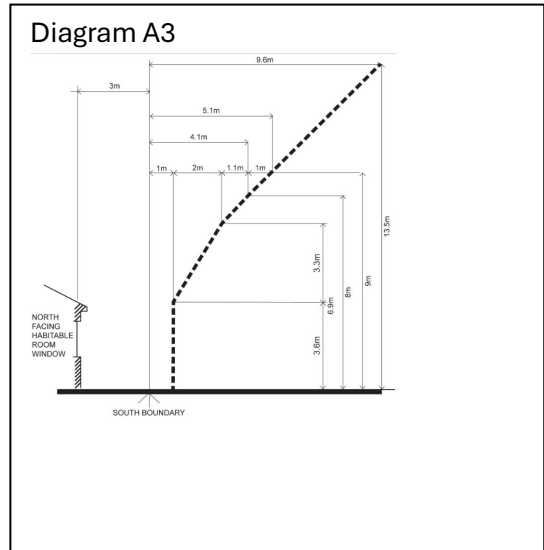 Diagram A3
9.6m
3m
5.1m
4.1m
1m
2m
1.1m
1m
13.5m
9m
8m
3.3m
6.9m
3.6m
NORTH
FACING
HABITABLE
ROOM
WINDOW
SOUTH BOUNDARY